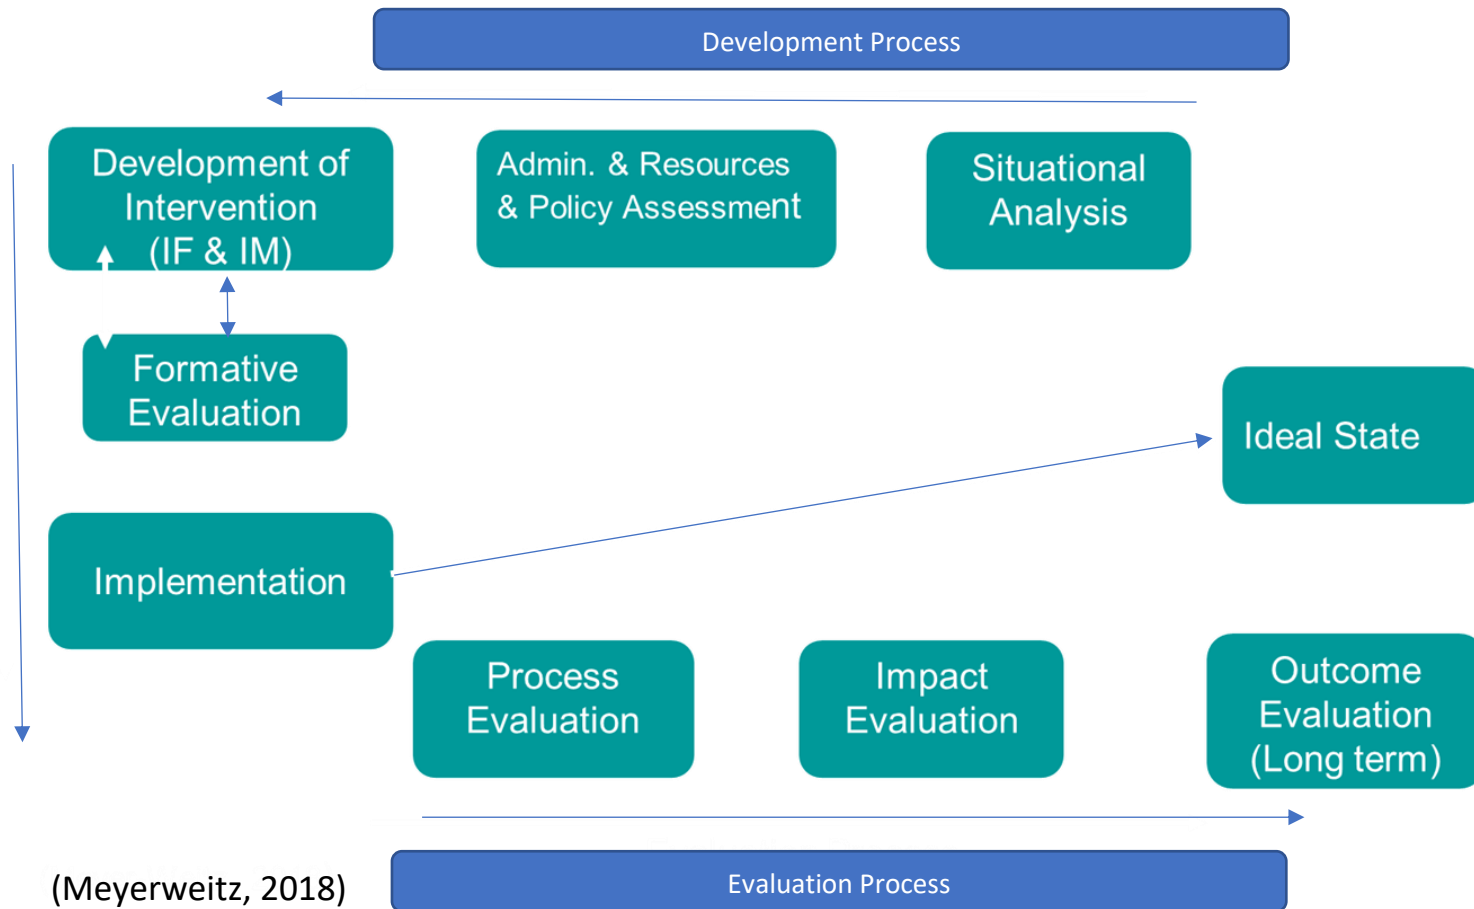 Development Process
Development of
Intervention
(IF & IM)
Admin. & Resources
& Policy Assessment
Situational
Analysis
Formative
Evaluation
Ideal State
Implementation
Process
Evaluation
Impact
Evaluation
Outcome
Evaluation
(Long term)
(Meyerweitz, 2018)
Evaluation Process